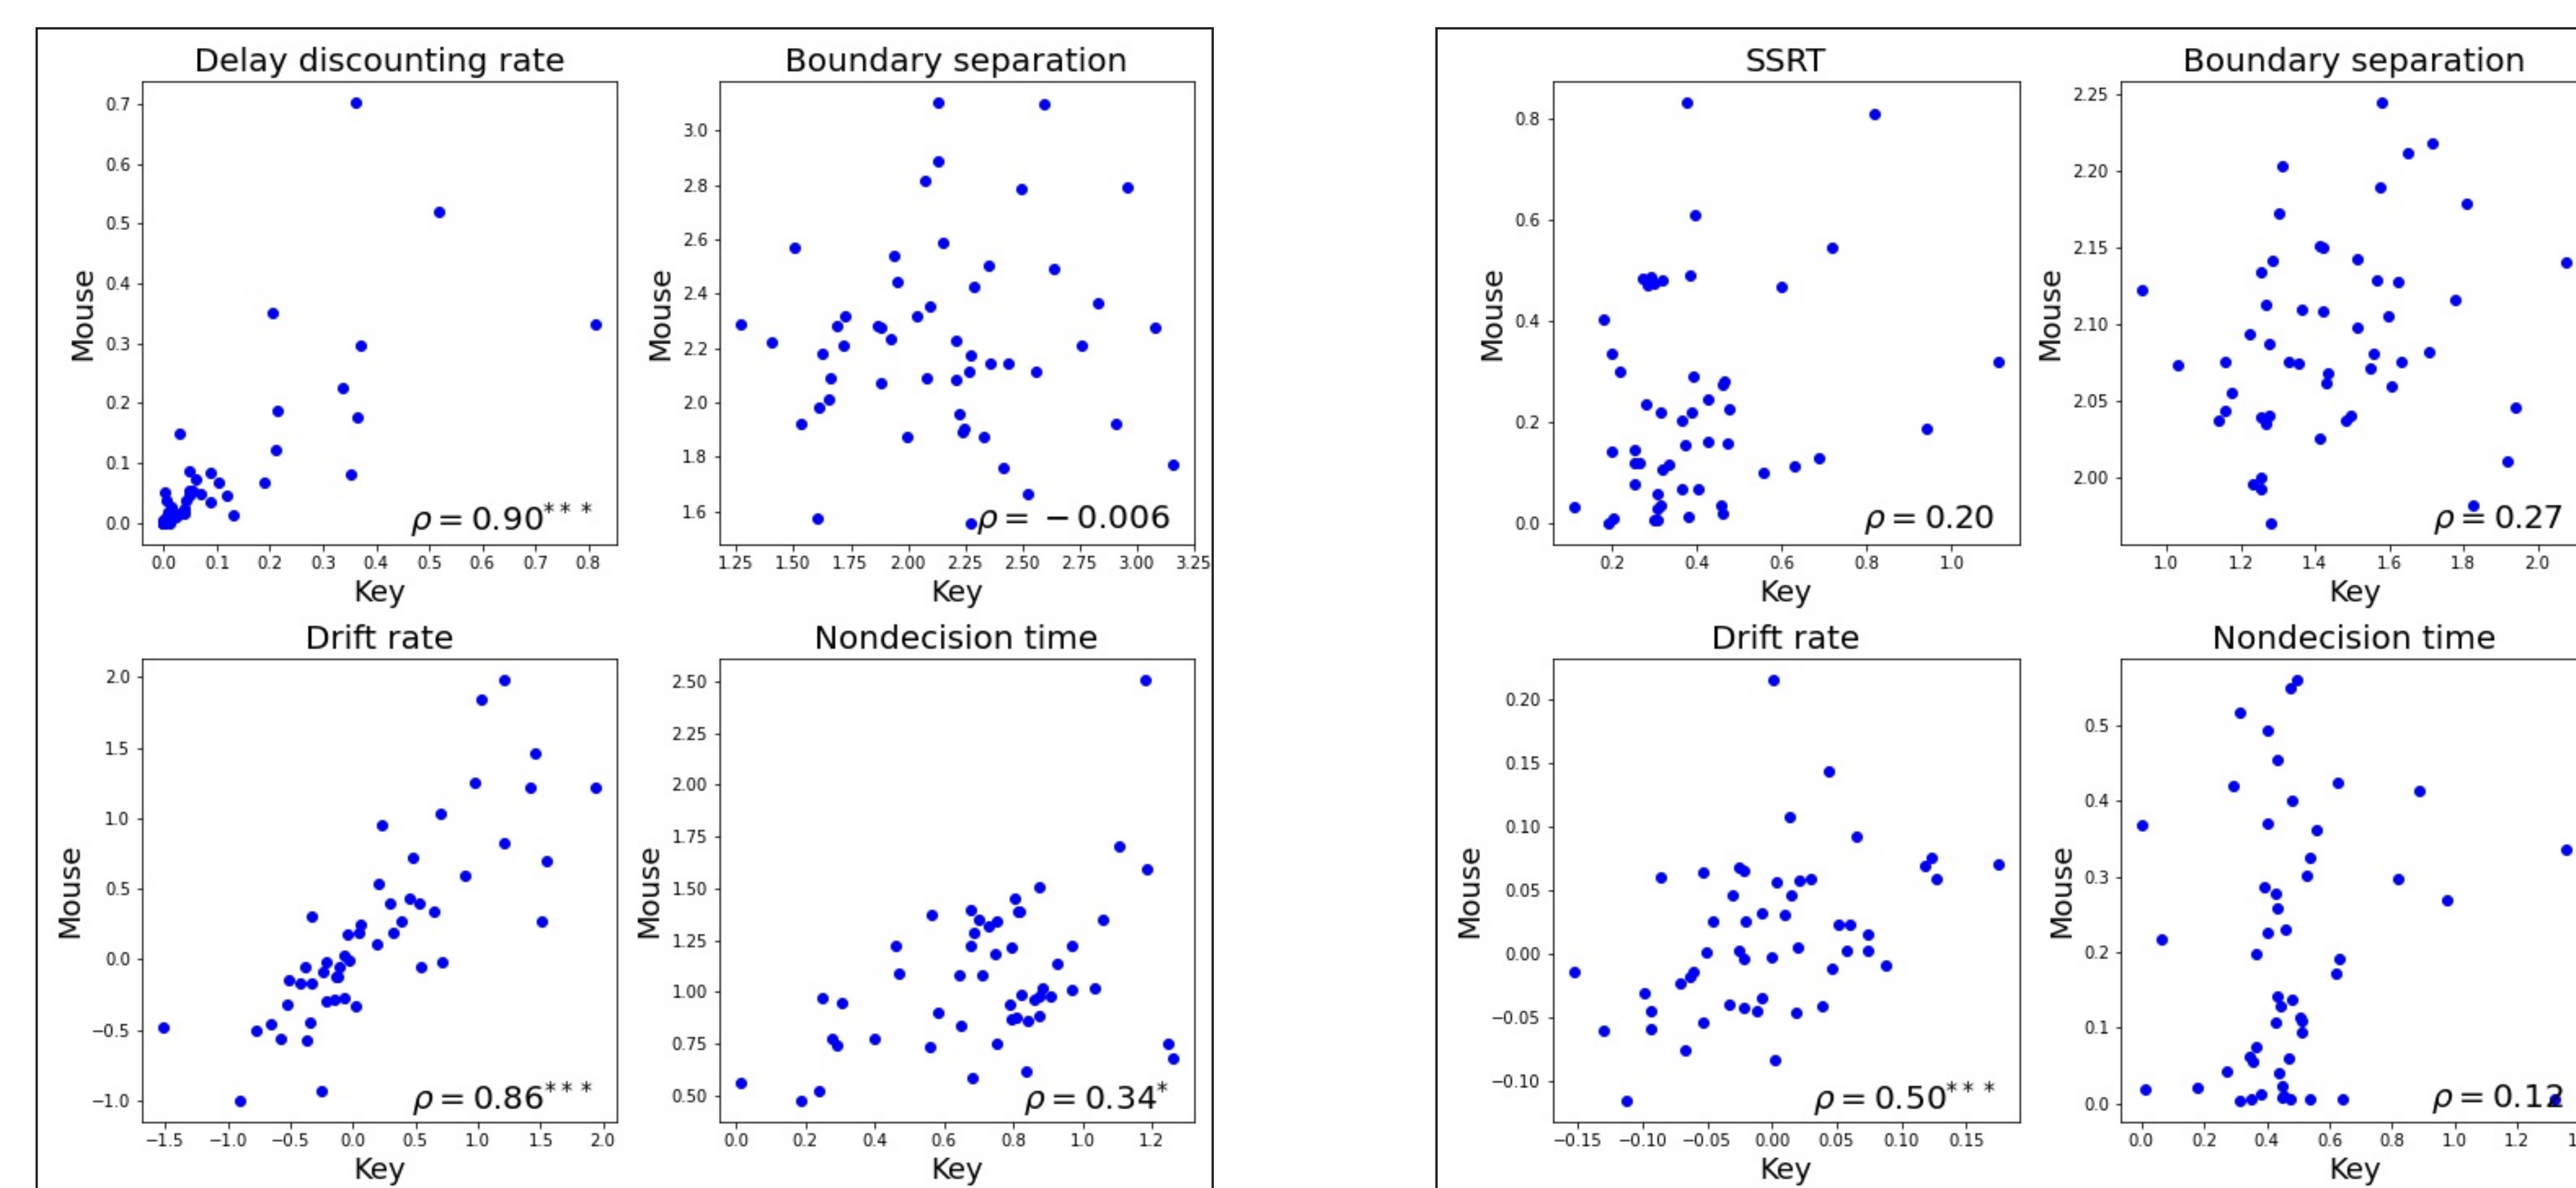 Delay discounting rate
0.7
0.6
0.5
0.4
0.3
0.2
0.1
0.0
Mouse
ρ = 0.90***
0.0 0.1 0.2 0.3 0.4 0.5 0.6 0.7 0.8
Key
Boundary separation
3.0
2.8
2.6
2.4
2.2
2.0
1.8
1.6
Mouse
ρ = −0.006
1.25 1.50 1.75 2.00 2.25 2.50 2.75 3.00 3.25
Key
Drift rate
2.0
1.5
1.0
0.5
0.0
−0.5
−1.0
Mouse
ρ = 0.86***
−1.5 −1.0 −0.5 0.0 0.5 1.0 1.5 2.0
Key
Nondecision time
2.50
2.25
2.00
1.75
1.50
1.25
1.00
0.75
0.50
Mouse
ρ = 0.34*
0.0 0.2 0.4 0.6 0.8 1.0 1.2
Key
SSRT
0.8
0.6
0.4
0.2
0.0
Mouse
ρ = 0.20
0.2 0.4 0.6 0.8 1.0
Key
Boundary separation
2.25
2.20
2.15
2.10
2.05
2.00
Mouse
ρ = 0.27
1.0 1.2 1.4 1.6 1.8 2.0
Key
Drift rate
0.20
0.15
0.10
0.05
0.00
−0.05
−0.10
Mouse
ρ = 0.50***
−0.15 −0.10 −0.05 0.00 0.05 0.10 0.15
Key
Nondecision time
0.5
0.4
0.3
0.2
0.1
0.0
Mouse
ρ = 0.12
0.0 0.2 0.4 0.6 0.8 1.0 1.2
Key